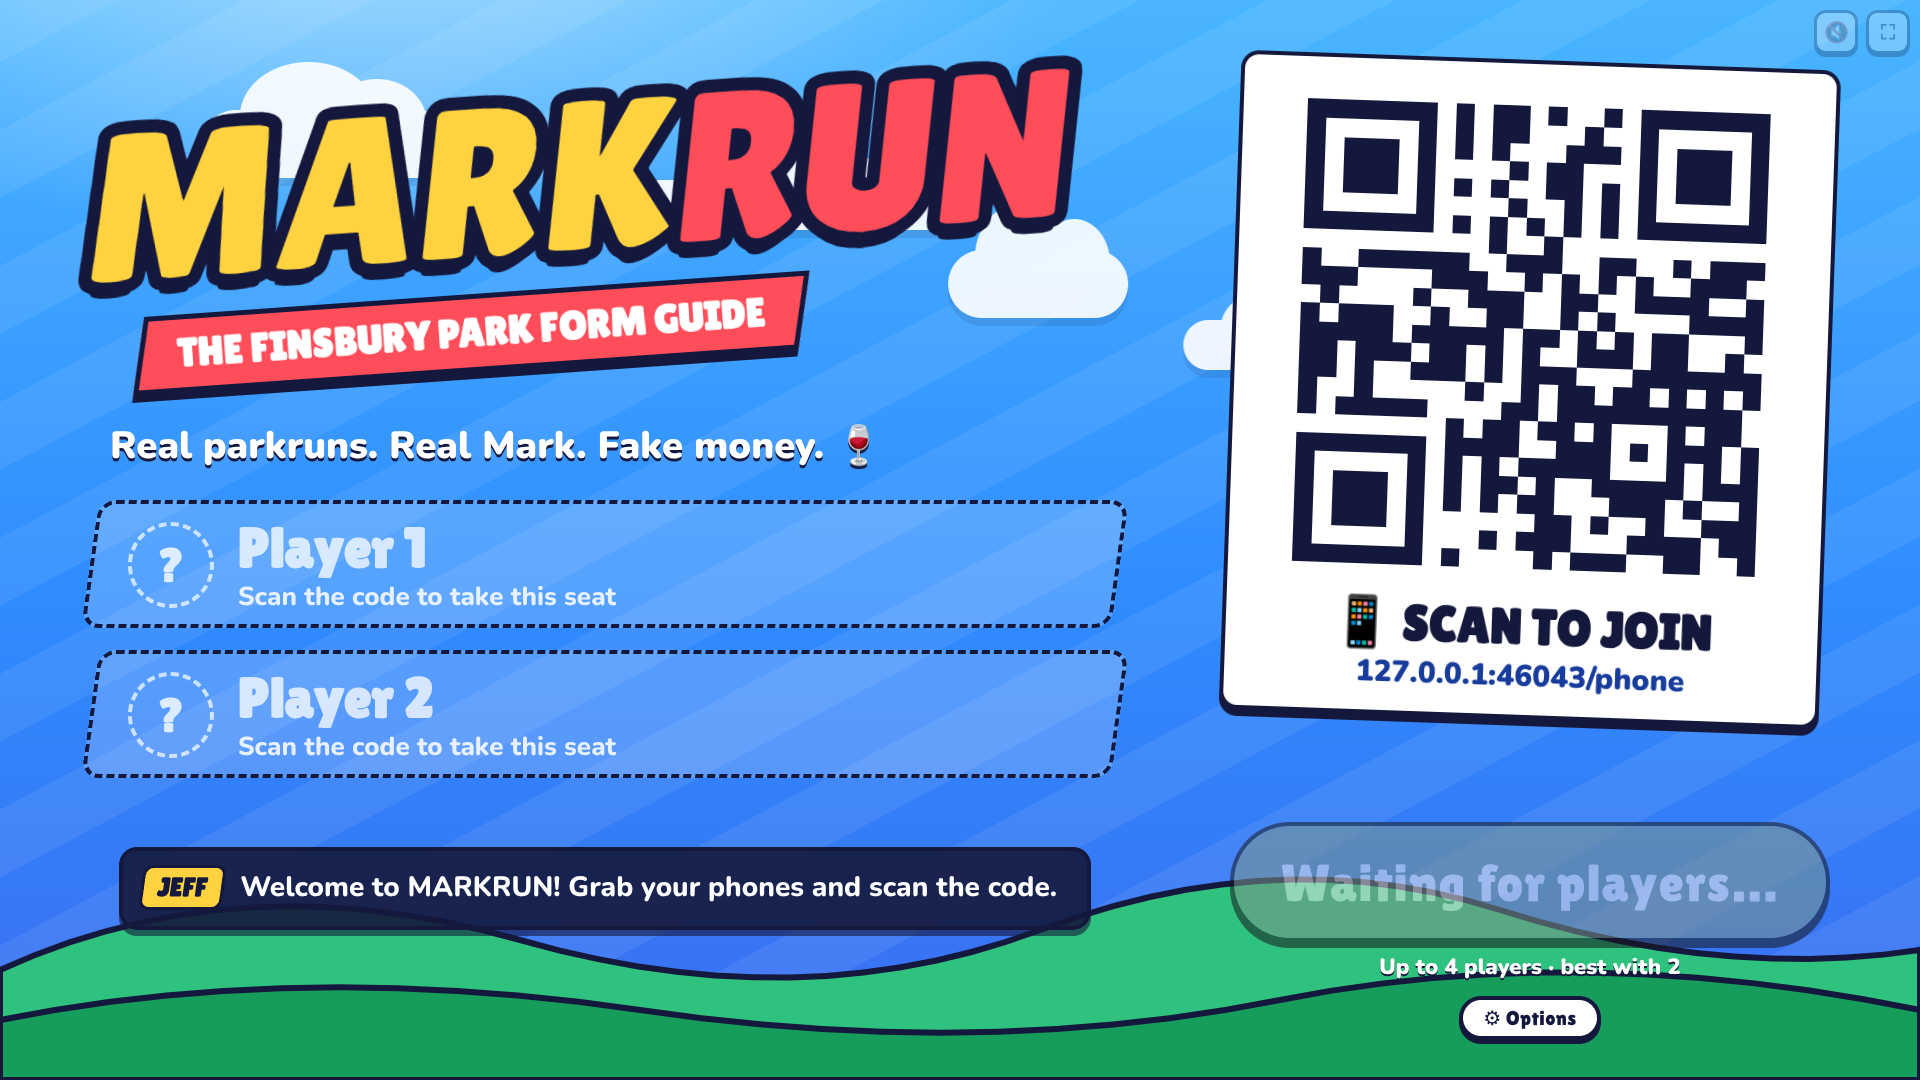 MARKRUN
THE FINSBURY PARK FORM GUIDE
Real parkruns. Real Mark. Fake money. 🍷
? Player 1
Scan the code to take this seat
? Player 2
Scan the code to take this seat
JEFF Welcome to MARKRUN! Grab your phones and scan the code.
📱 SCAN TO JOIN
127.0.0.1:46043/phone
Waiting for players...
Up to 4 players · best with 2
⚙ Options